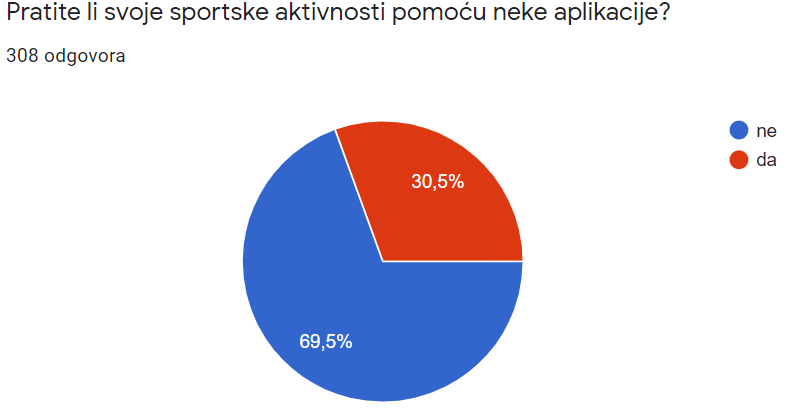 Pratite li svoje sportske aktivnosti pomoću neke aplikacije?
308 odgovora
ne
da
30,5%
69,5%